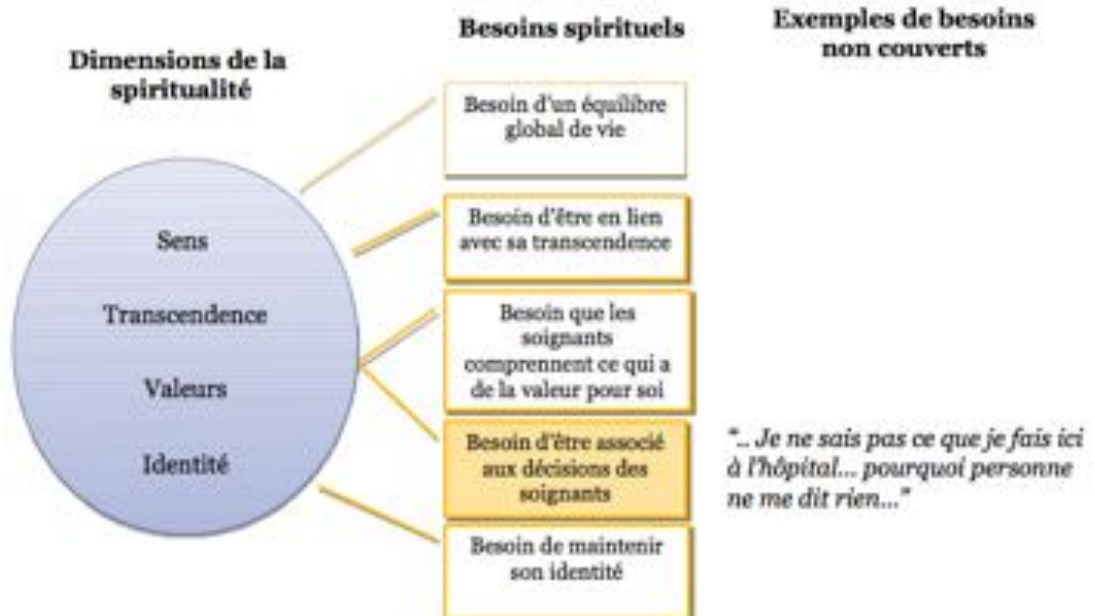 Dimensions de la
spiritualité
Sens
Transcendence
Valeurs
Identité
Besoins spirituels
Besoin d'un équilibre
global de vie
Besoin d'être en lien
avec sa transcendence
Besoin que les
soignants
comprennent ce qui a
de la valeur pour soi
Besoin d'être associé
aux décisions des
soignants
Besoin de maintenir
son identité
Exemples de besoins
non couverts
".. Je ne sais pas ce que je fais ici
à l'hôpital... pourquoi personne
ne me dit rien..."